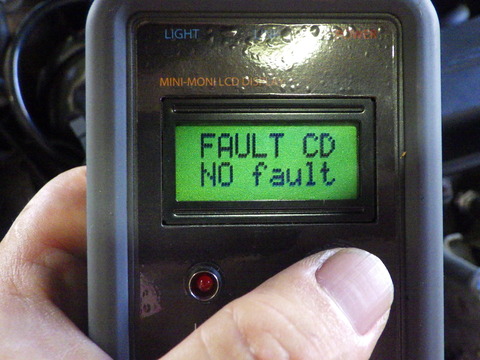 LIGHT
MINI-MONI LCD DISPLAY
FAULT CD
NO fault